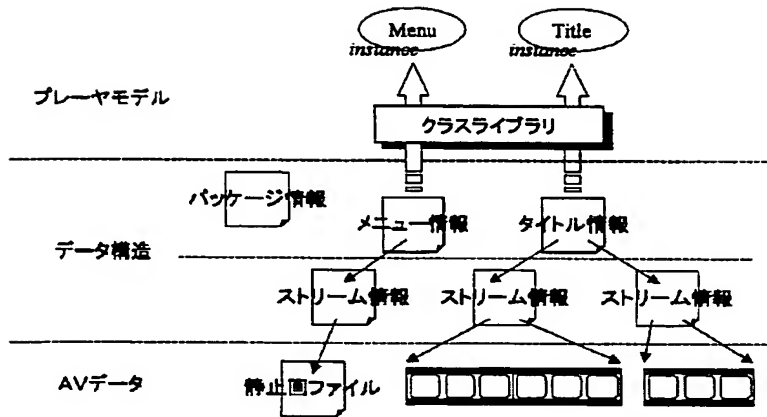 Menu
Title
instance
instance
プレーヤモデル
クラスライブラリ
パッケージ情報
メニュー情報
タイトル情報
データ構造
ストリーム情報
ストリーム情報
ストリーム情報
AVデータ
静止画ファイル